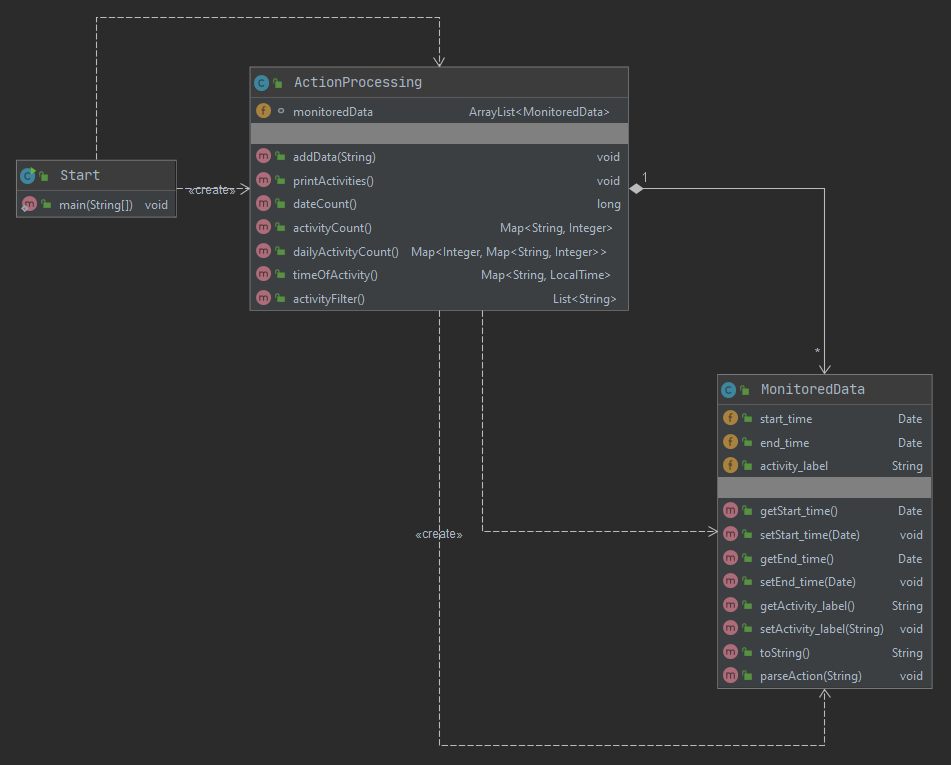 ActionProcessing
monitoredData ArrayList<MonitoredData>
addData(String) void
printActivities() void
dateCount() long
activityCount() Map<String, Integer>
dailyActivityCount() Map<Integer, Map<String, Integer>>
timeOfActivity() Map<String, LocalTime>
activityFilter() List<String>
Start
main(String[]) void
«create»
1
*
MonitoredData
start_time Date
end_time Date
activity_label String
getStart_time() Date
setStart_time(Date) void
getEnd_time() Date
setEnd_time(Date) void
getActivity_label() String
setActivity_label(String) void
toString() String
parseAction(String) void
«create»